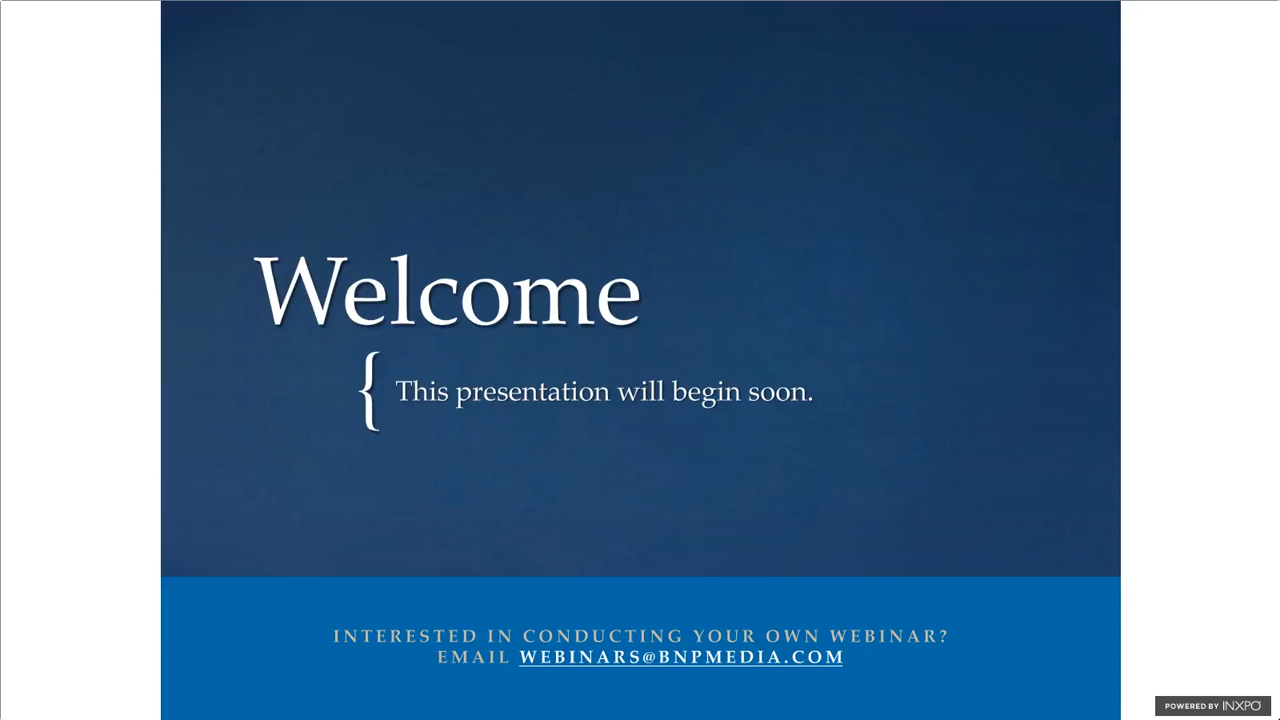 Welcome
{ This presentation will begin soon.
INTERESTED IN CONDUCTING YOUR OWN WEBINAR?
EMAIL WEBINARS@BNPMEDIA.COM
POWERED BY INXPO